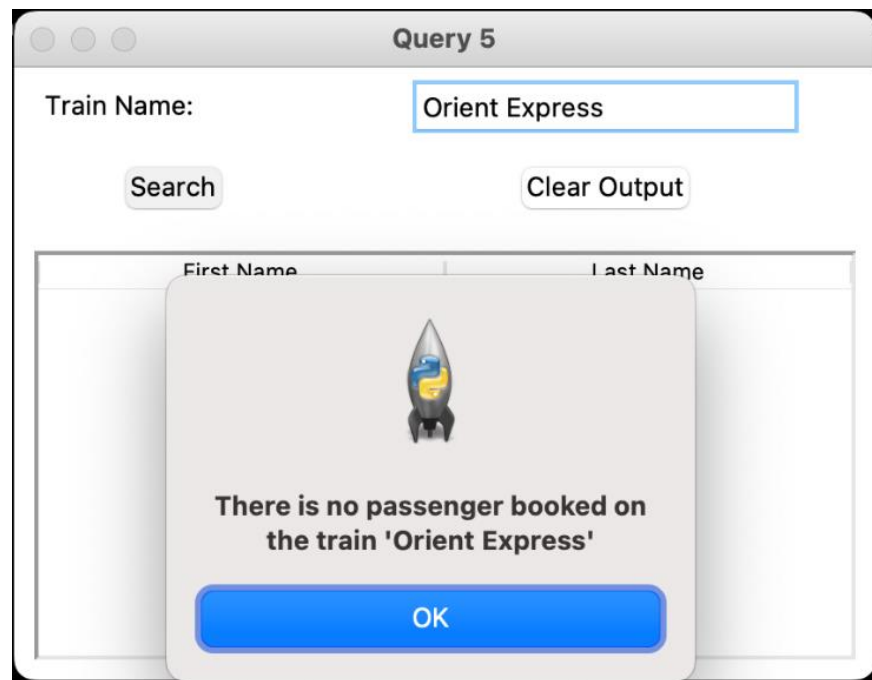 Query 5
Train Name: Orient Express
Search Clear Output
First Name Last Name
There is no passenger booked on
the train 'Orient Express'
OK